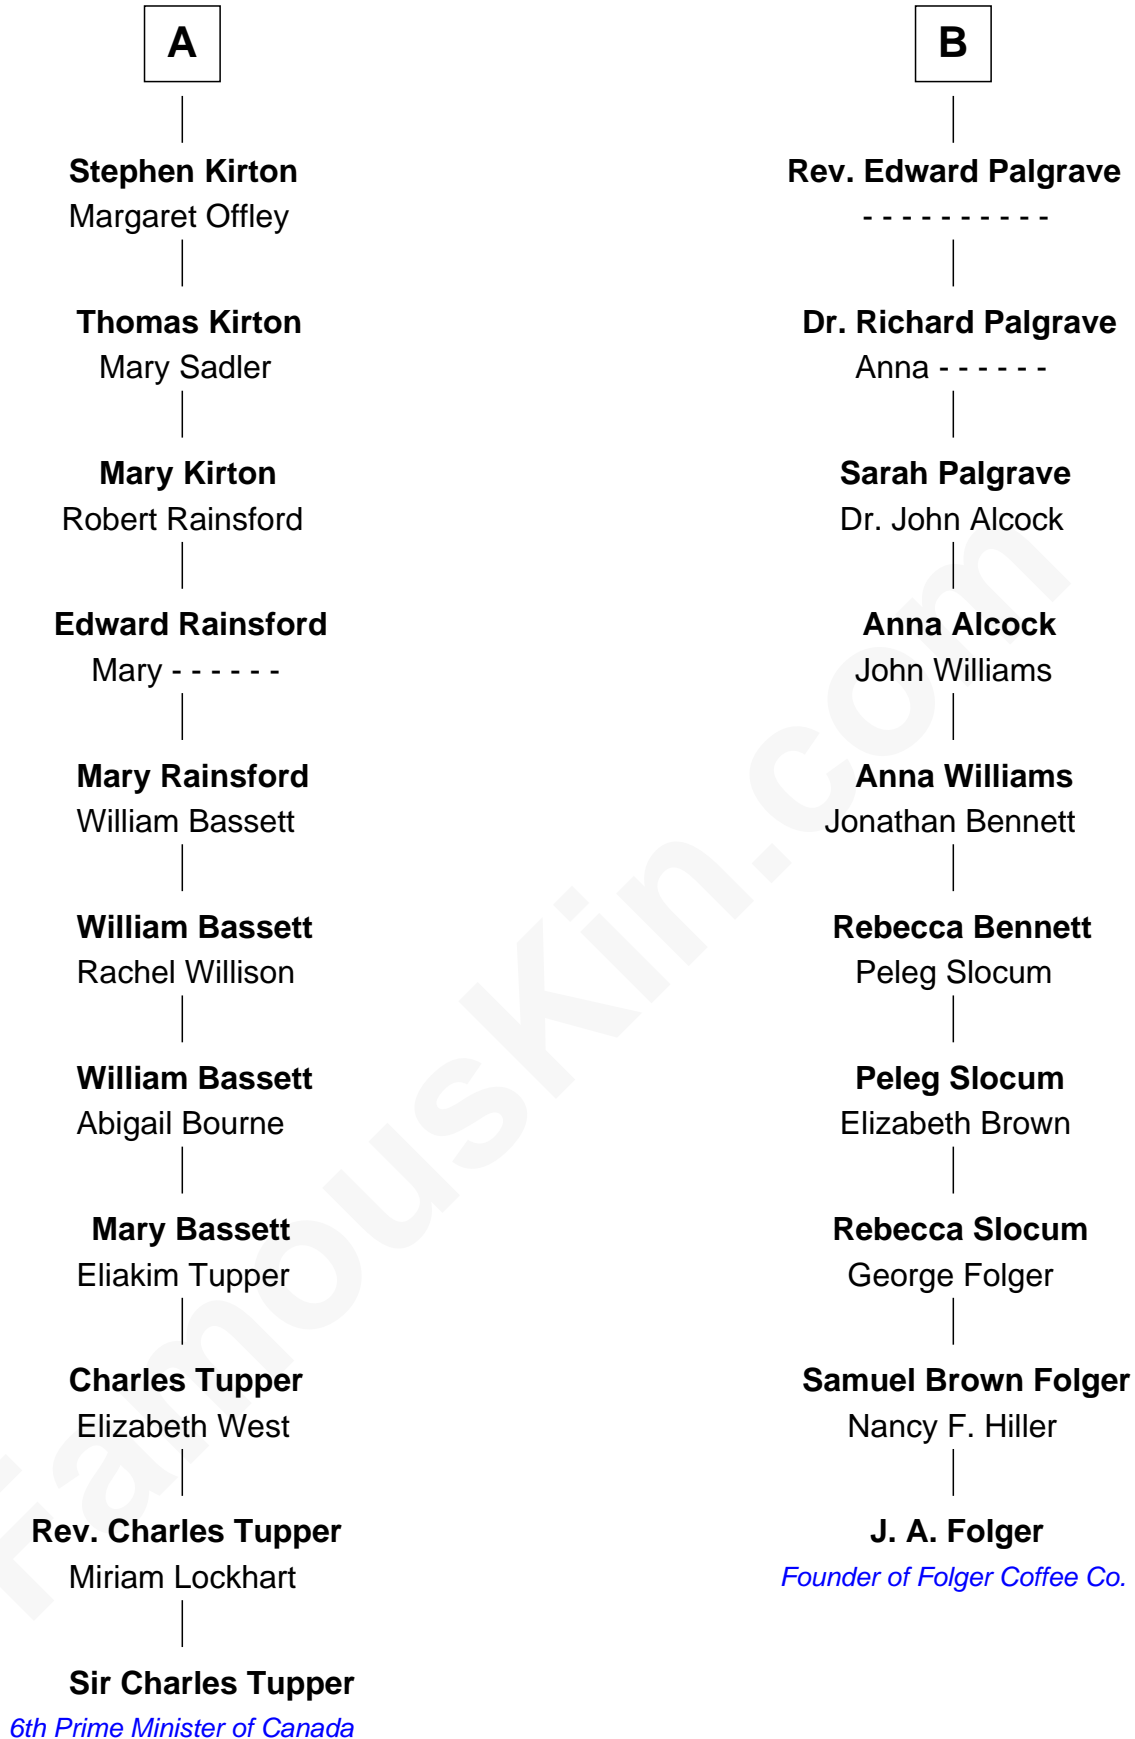 A
Stephen Kirton
Margaret Offley
Thomas Kirton
Mary Sadler
Mary Kirton
Robert Rainsford
Edward Rainsford
Mary - - - - - -
Mary Rainsford
William Bassett
William Bassett
Rachel Willison
William Bassett
Abigail Bourne
Mary Bassett
Eliakim Tupper
Charles Tupper
Elizabeth West
Rev. Charles Tupper
Miriam Lockhart
Sir Charles Tupper
6th Prime Minister of Canada
B
Rev. Edward Palgrave
- - - - - - - - - -
Dr. Richard Palgrave
Anna - - - - - -
Sarah Palgrave
Dr. John Alcock
Anna Alcock
John Williams
Anna Williams
Jonathan Bennett
Rebecca Bennett
Peleg Slocum
Peleg Slocum
Elizabeth Brown
Rebecca Slocum
George Folger
Samuel Brown Folger
Nancy F. Hiller
J. A. Folger
Founder of Folger Coffee Co.
FamousKin.com